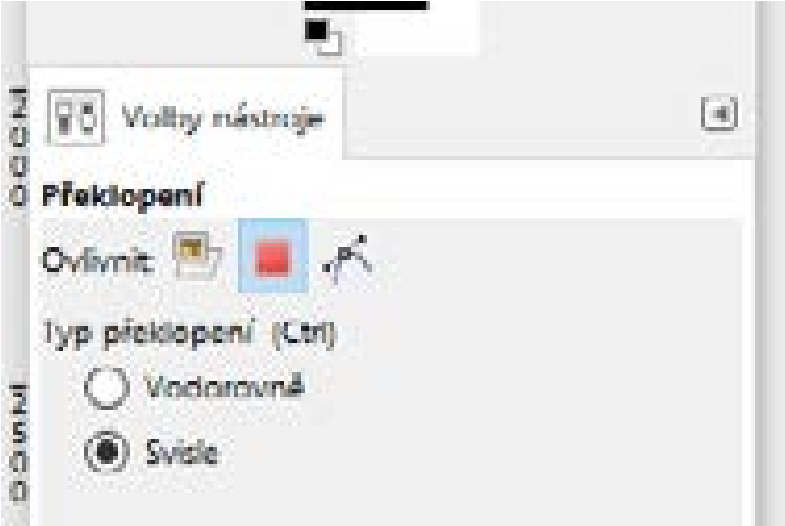 Volby nástroje
Překlopení
Ovlivnit:
Typ překlopení (Ctrl)
Vodorovně
Svisle